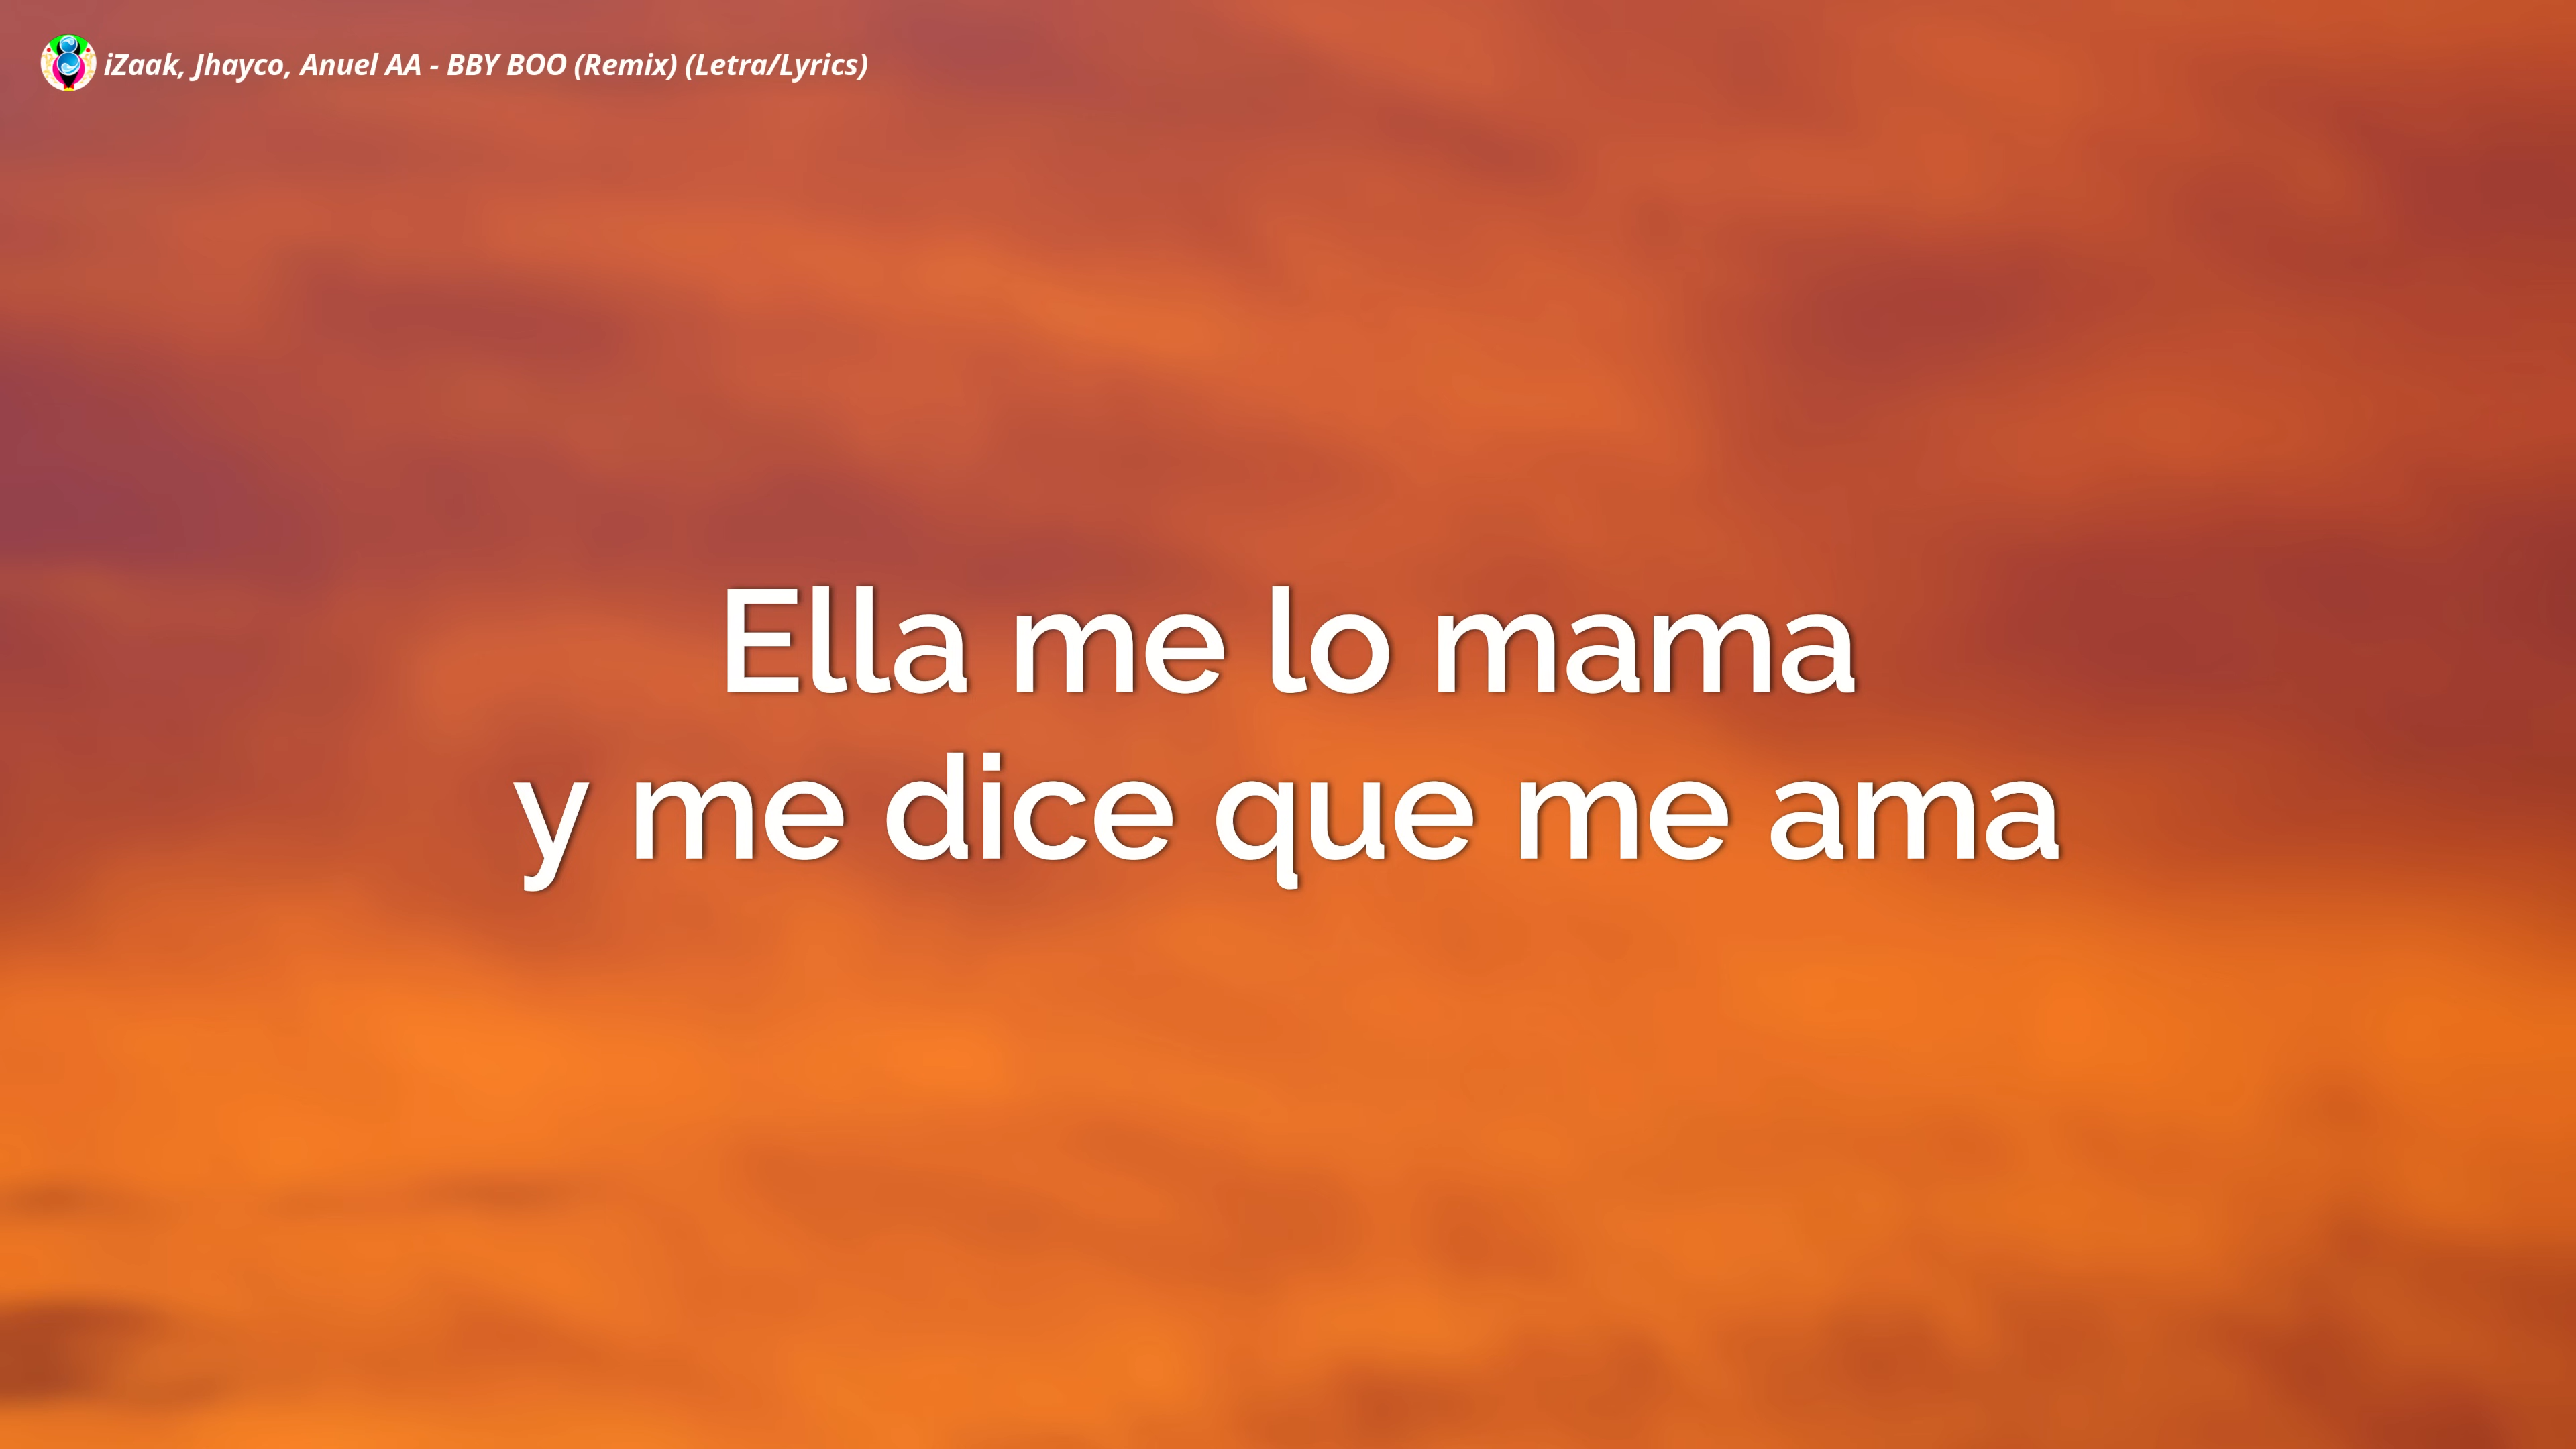 iZaak, Jhayco, Anuel AA - BBY BOO (Remix) (Letra/Lyrics)
Ella me lo mama
y me dice que me ama